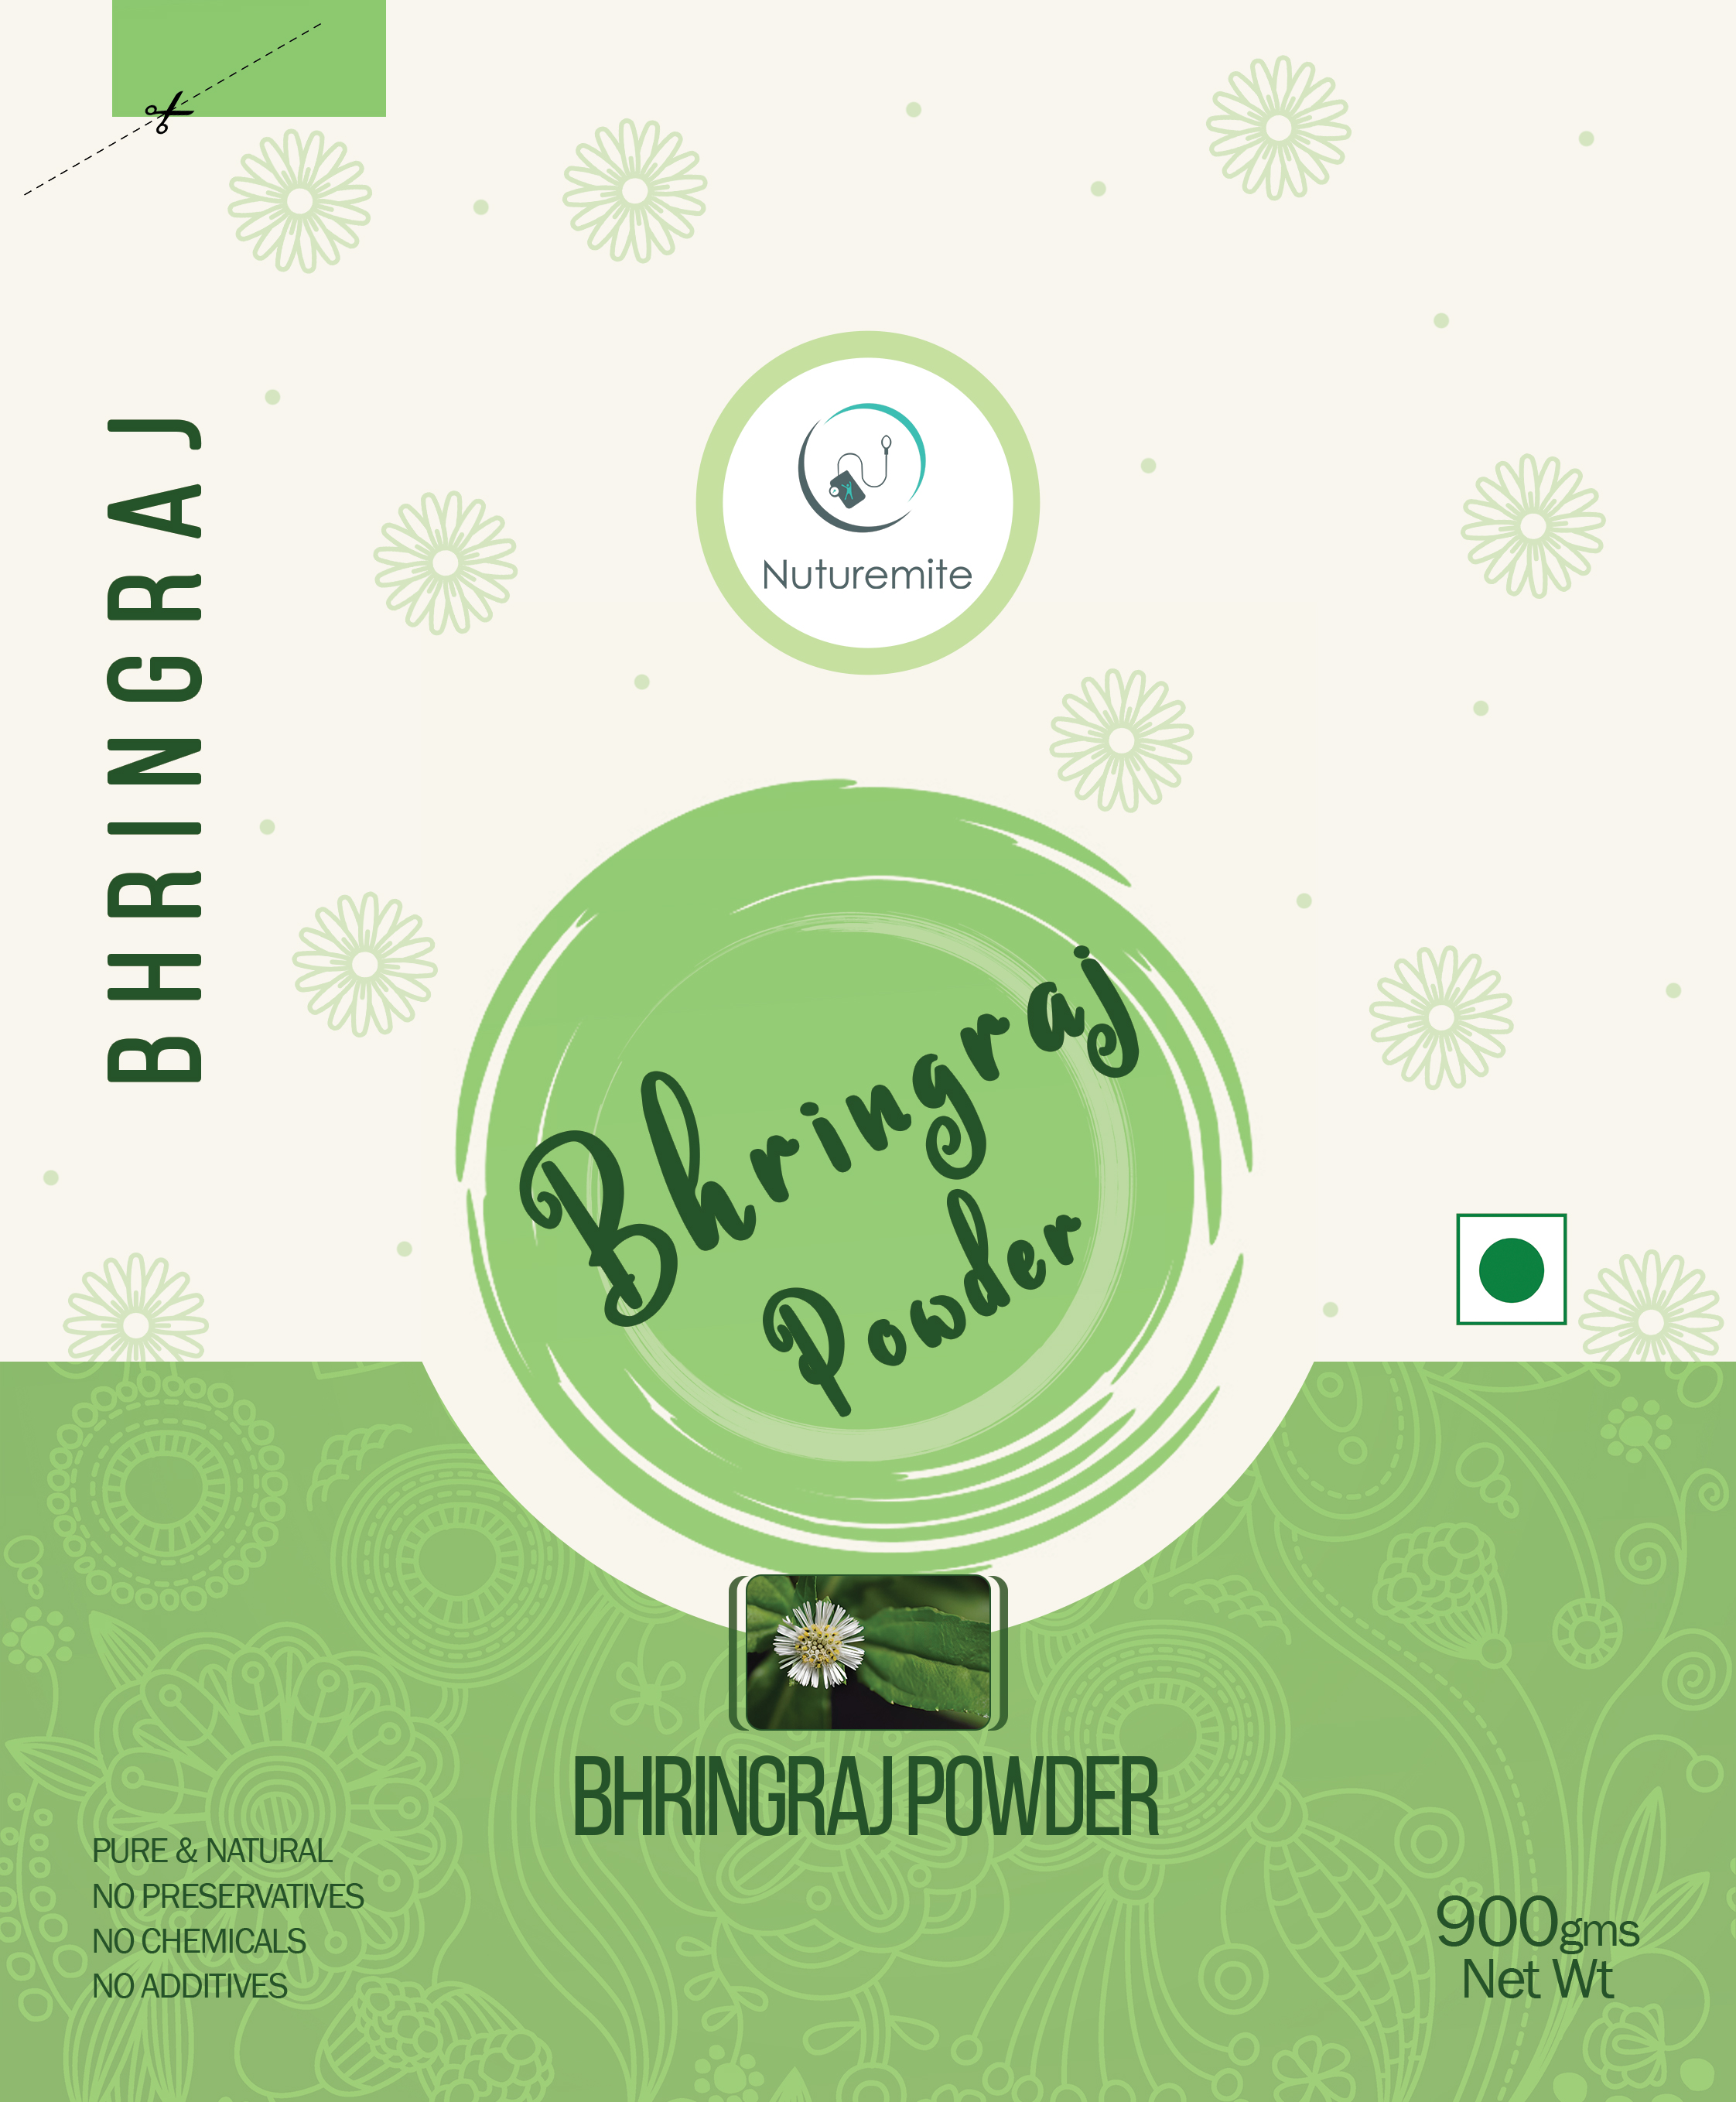 BHRINGRAJ
Nuturemite
Bhringraj
Powder
BHRINGRAJ POWDER
PURE & NATURAL
NO PRESERVATIVES
NO CHEMICALS
NO ADDITIVES
900gms
Net Wt